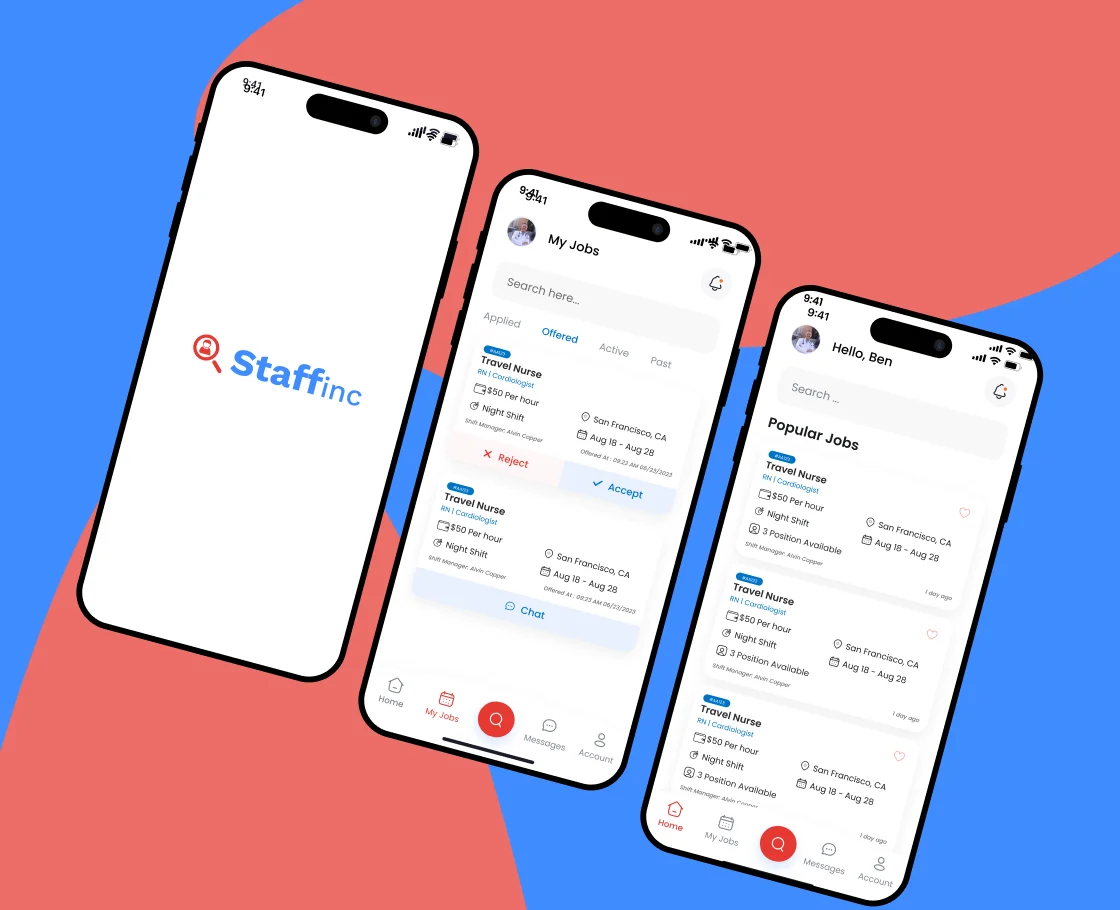 9:41
9:41
Staffinc
9:41
9:41
My Jobs
Search here...
Applied Offered Active Past
#AA123
Travel Nurse
RN | Cardiologist
$50 Per hour San Francisco, CA
Night Shift Aug 18 - Aug 28
Shift Manager: Alvin Copper Offered At : 09:23 AM 06/23/2023
Reject Accept
#AA123
Travel Nurse
RN | Cardiologist
$50 Per hour San Francisco, CA
Night Shift Aug 18 - Aug 28
Shift Manager: Alvin Copper Offered At : 09:23 AM 06/23/2023
Chat
Home My Jobs Messages Account
9:41
9:41
Hello, Ben
Search ...
Popular Jobs
#AA123
Travel Nurse
RN | Cardiologist
$50 Per hour San Francisco, CA
Night Shift Aug 18 - Aug 28
3 Position Available
Shift Manager: Alvin Copper 1 day ago
#AA123
Travel Nurse
RN | Cardiologist
$50 Per hour San Francisco, CA
Night Shift Aug 18 - Aug 28
3 Position Available
Shift Manager: Alvin Copper 1 day ago
#AA123
Travel Nurse
RN | Cardiologist
$50 Per hour San Francisco, CA
Night Shift Aug 18 - Aug 28
3 Position Available
Shift Manager: Alvin Copper 1 day ago
Home My Jobs Messages Account